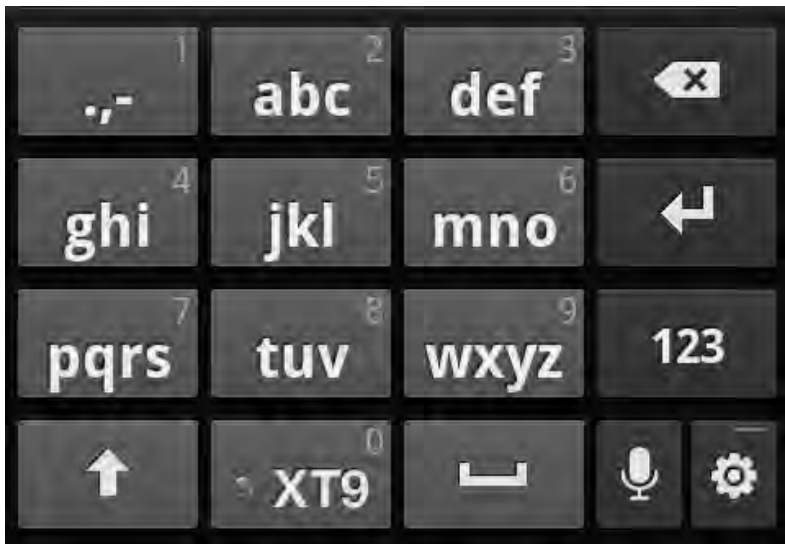 1 2 3
.,- abc def
4 5 6
ghi jkl mno
7 8 9
pqrs tuv wxyz 123
0
XT9